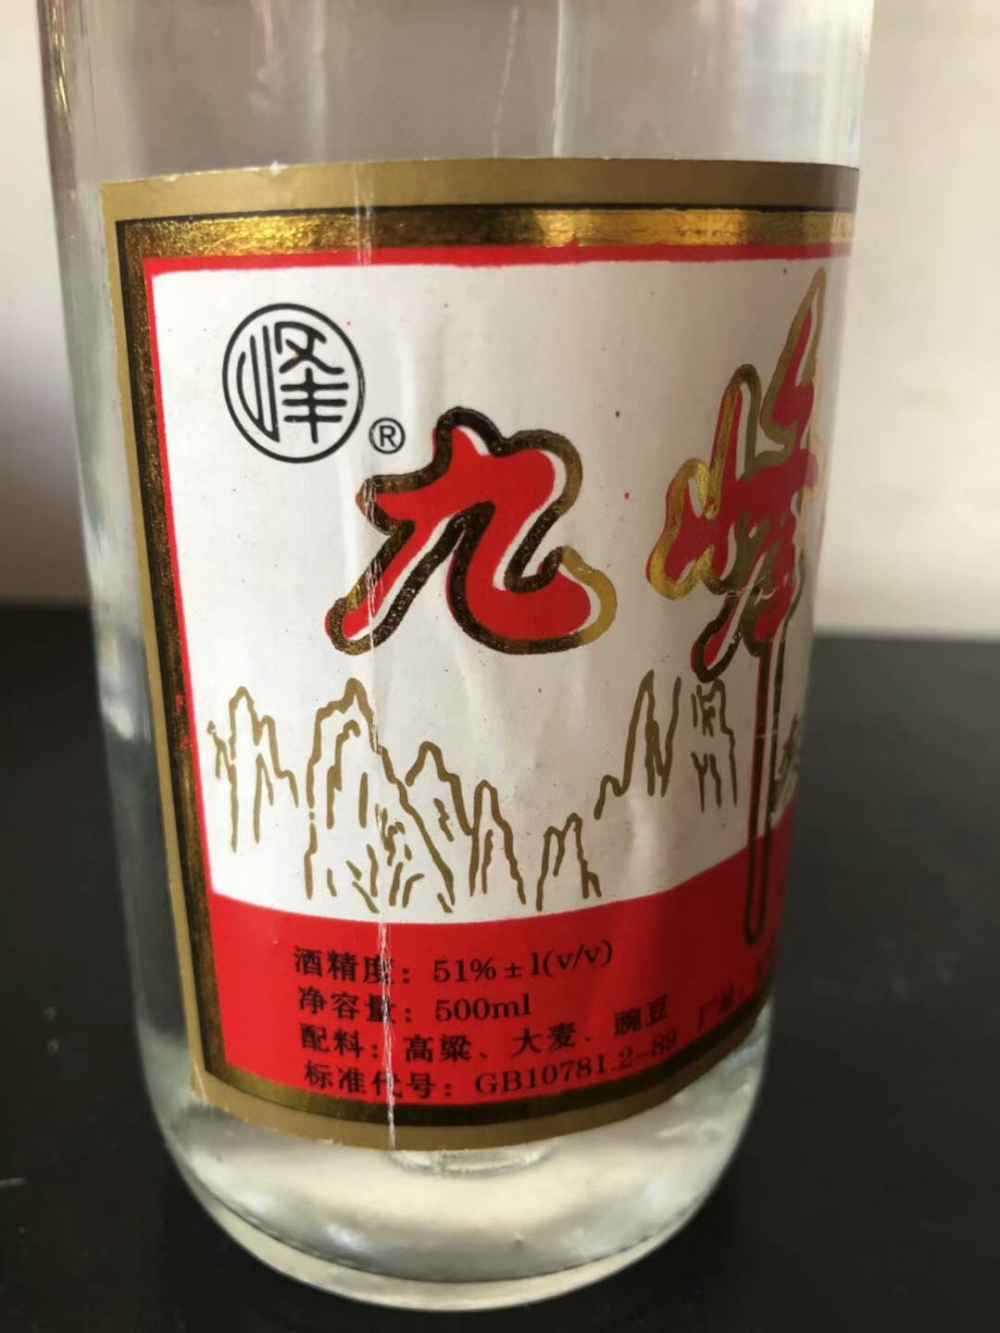 峰
®
九峰
酒精度：51%±1(v/v)
净容量：500ml
配料：高粱、大麦、豌豆
标准代号：GB10781.2-89
厂